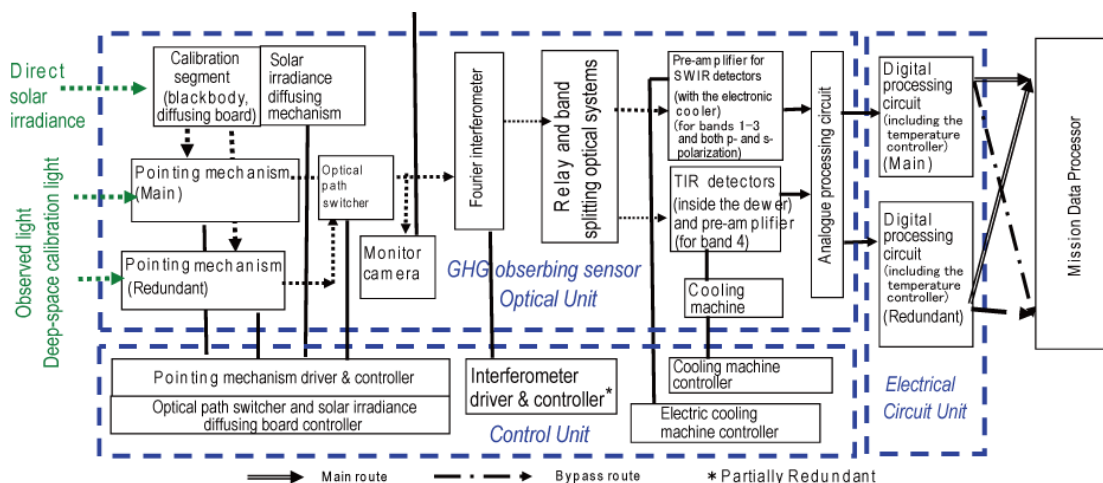 Direct
solar
irradiance
Observed light
Deep-space calibration light
Calibration
segment
(blackbody,
diffusing board)
Solar
irradiance
diffusing
mechanism
Pointing mechanism
(Main)
Pointing mechanism
(Redundant)
Optical
path
switcher
Monitor
camera
Fourier interferometer
Relay and band
splitting optical systems
GHG obserbing sensor
Optical Unit
Pre-amplifier for
SWIR detectors
(with the electronic
cooler)
(for bands 1-3
and both p- and s-
polarization)
TIR detectors
(inside the dewer)
and pre-amplifier
(for band 4)
Cooling
machine
Analogue processing circuit
Digital
processing
circuit
(including the
temperature
controller)
(Main)
Digital
processing
circuit
(including the
temperature
controller)
(Redundant)
Electrical
Circuit Unit
Mission Data Processor
Pointing mechanism driver & controller
Optical path switcher and solar irradiance
diffusing board controller
Interferometer
driver & controller*
Control Unit
Cooling machine
controller
Electric cooling
machine controller
Main route
Bypass route
*Partially Redundant